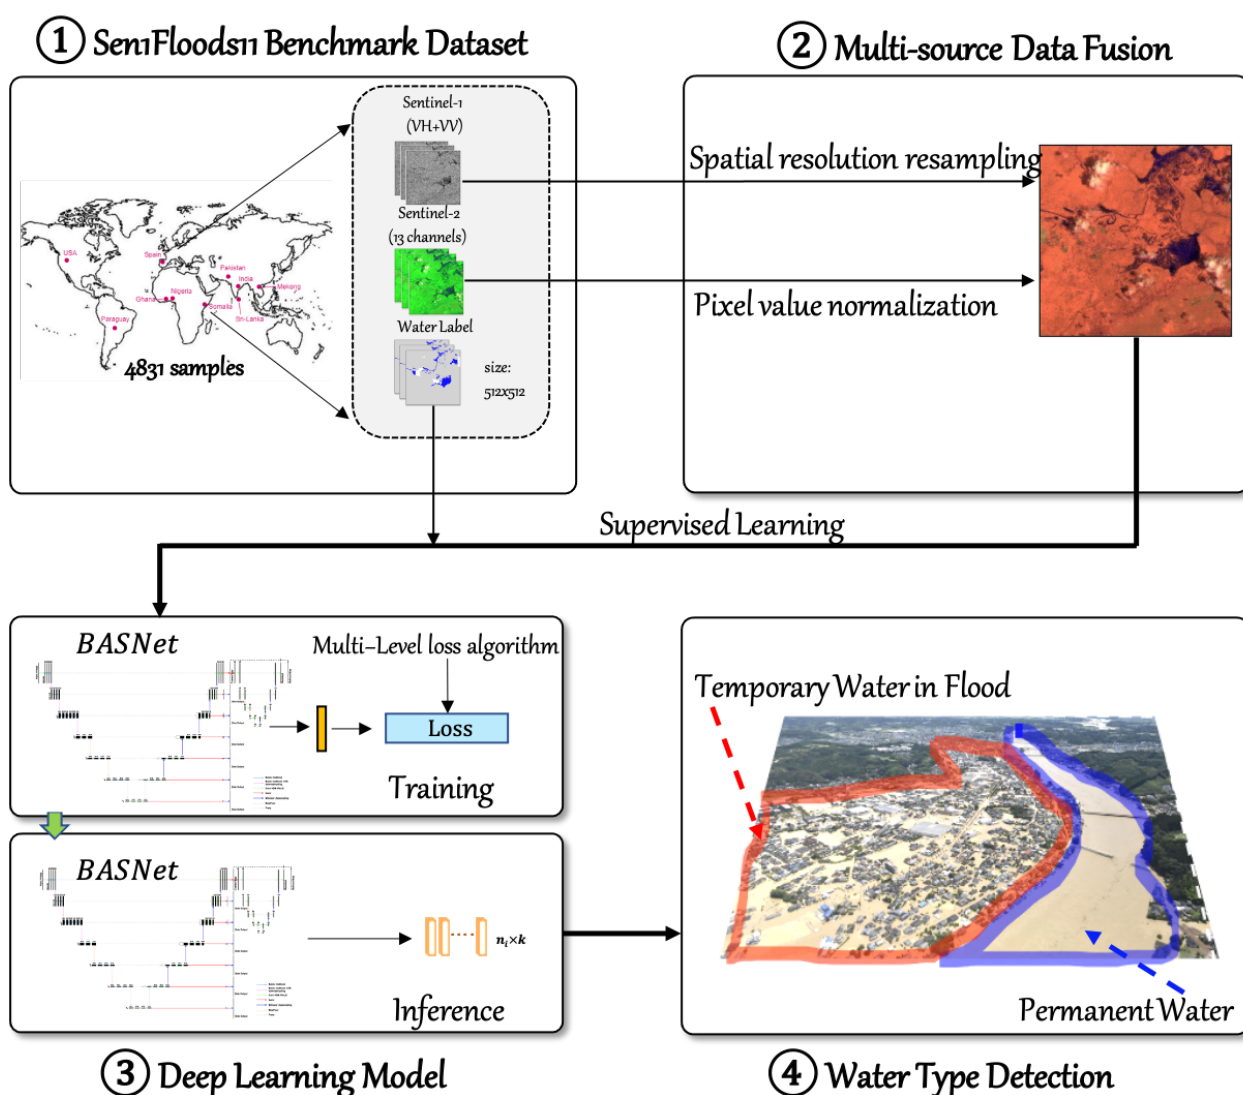 ① Sen1Floods11 Benchmark Dataset
② Multi-source Data Fusion
Sentinel-1
(VH+VV)
Sentinel-2
(13 channels)
Water Label
size:
512x512
USA
Spain
Pakistan
India
Mekong
Ghana
Nigeria
Somalia
Sri-Lanka
Paraguay
4831 samples
Spatial resolution resampling
Pixel value normalization
Supervised Learning
BASNet
Multi-Level loss algorithm
Loss
Training
BASNet
n_i×k
Inference
Temporary Water in Flood
Permanent Water
③ Deep Learning Model
④ Water Type Detection